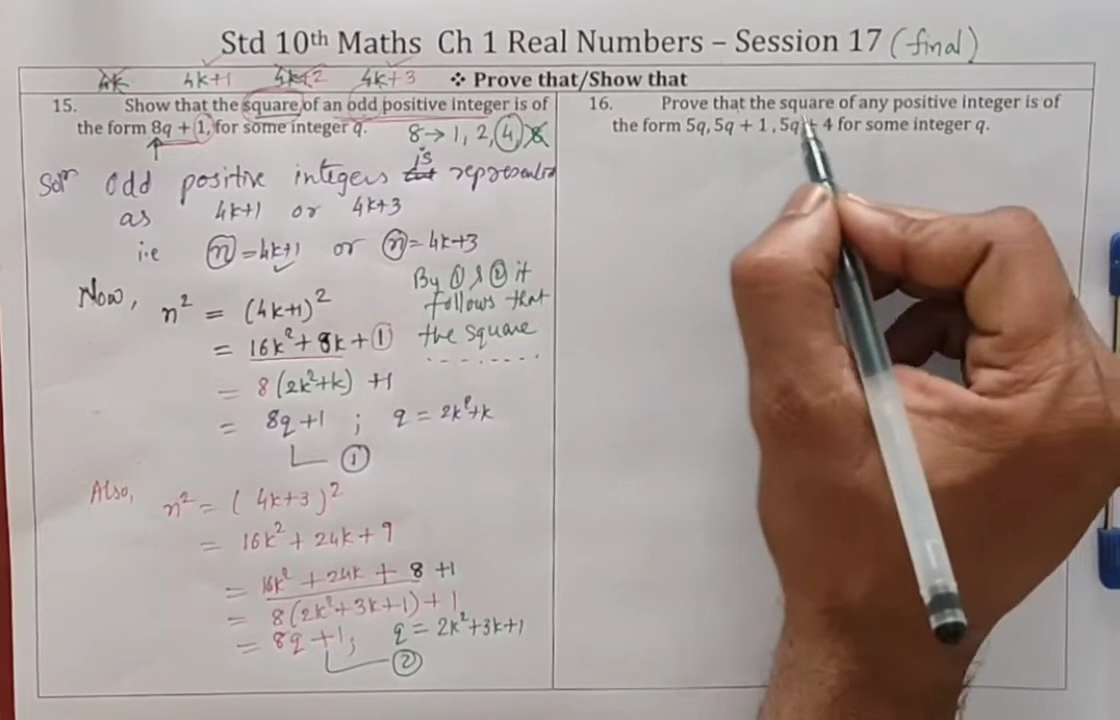 Std 10th Maths Ch 1 Real Numbers – Session 17 (final)
4k 4k+1 4k+2 4k+3 ❖ Prove that/Show that
15. Show that the square of an odd positive integer is of
the form 8q + 1, for some integer q.
8 → 1, 2, 4, 8
Soln Odd positive integers is represented
as 4k+1 or 4k+3
i.e n = 4k+1 or n = 4k+3
Now, n² = (4k+1)²
= 16k² + 8k + 1
= 8(2k²+k) +1
= 8q+1 ; q = 2k²+k
①
By ① & ② it
follows that
the square
........
Also, n² = (4k+3)²
= 16k² + 24k + 9
= 16k² + 24k + 8 +1
= 8(2k²+3k+1) + 1
= 8q +1; q = 2k²+3k+1
②
16. Prove that the square of any positive integer is of
the form 5q, 5q + 1 , 5q + 4 for some integer q.